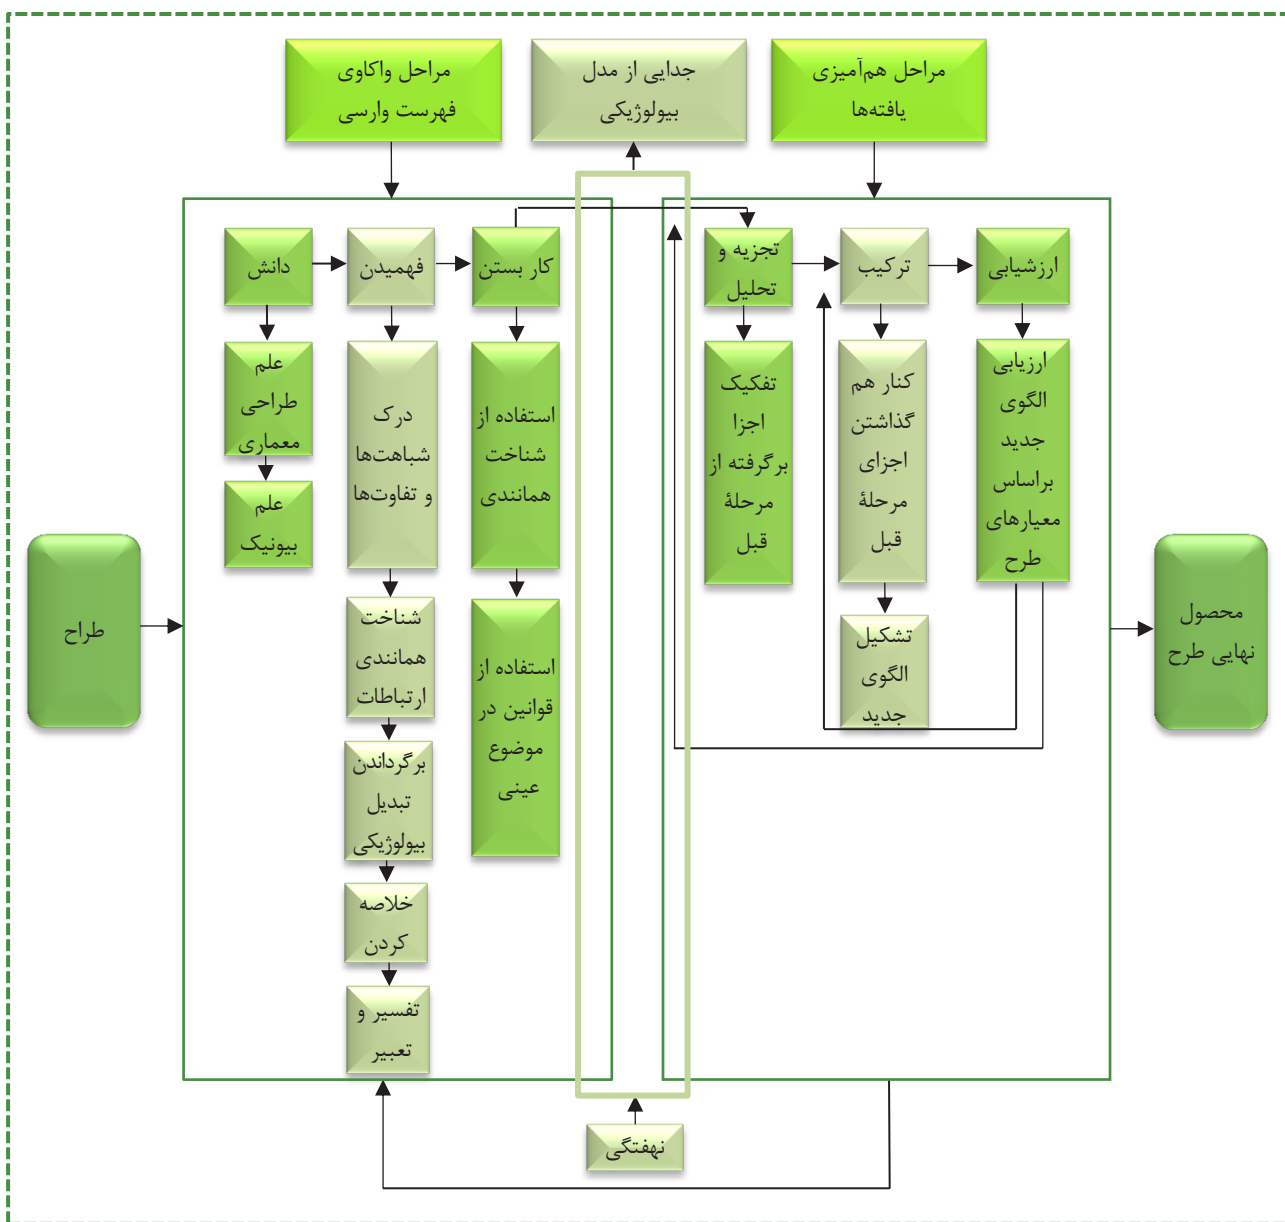 مراحل واکاوی
فهرست وارسی
جدایی از مدل
بیولوژیکی
مراحل هم‌آمیزی
یافته‌ها
دانش
فهمیدن
کار بستن
تجزیه و
تحلیل
ترکیب
ارزشیابی
علم
طراحی
معماری
علم
بیونیک
درک
شباهت‌ها
و تفاوت‌ها
شناخت
همانندی
ارتباطات
برگرداندن
تبدیل
بیولوژیکی
خلاصه
کردن
تفسیر و
تعبیر
استفاده از
شناخت
همانندی
استفاده از
قوانین در
موضوع
عینی
تفکیک
اجزا
برگرفته از
مرحلهٔ
قبل
کنار هم
گذاشتن
اجزای
مرحلهٔ
قبل
تشکیل
الگوی
جدید
ارزیابی
الگوی
جدید
براساس
معیارهای
طرح
طراح
محصول
نهایی طرح
نهفتگی